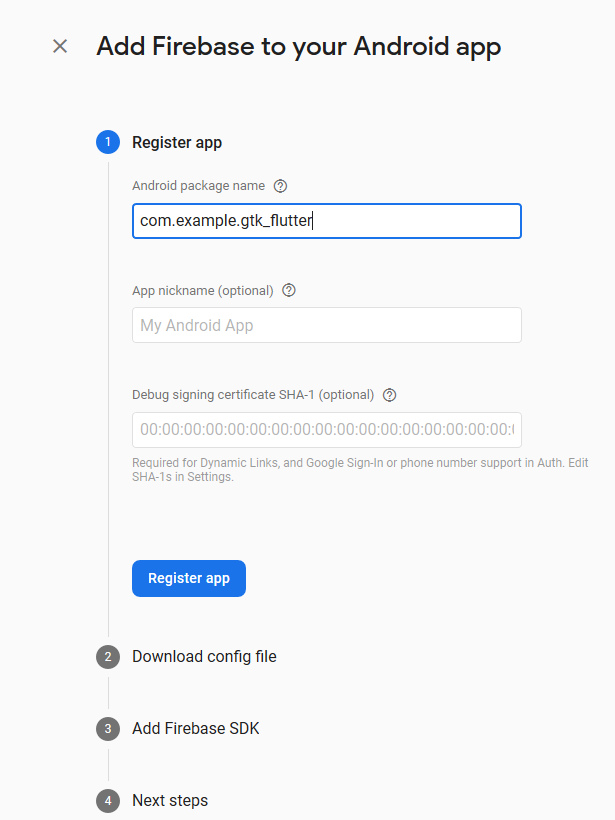 Add Firebase to your Android app
1
Register app
Android package name
com.example.gtk_flutter
App nickname (optional)
My Android App
Debug signing certificate SHA-1 (optional)
00:00:00:00:00:00:00:00:00:00:00:00:00:00:00:00:00:
Required for Dynamic Links, and Google Sign-In or phone number support in Auth. Edit
SHA-1s in Settings.
Register app
2
Download config file
3
Add Firebase SDK
4
Next steps